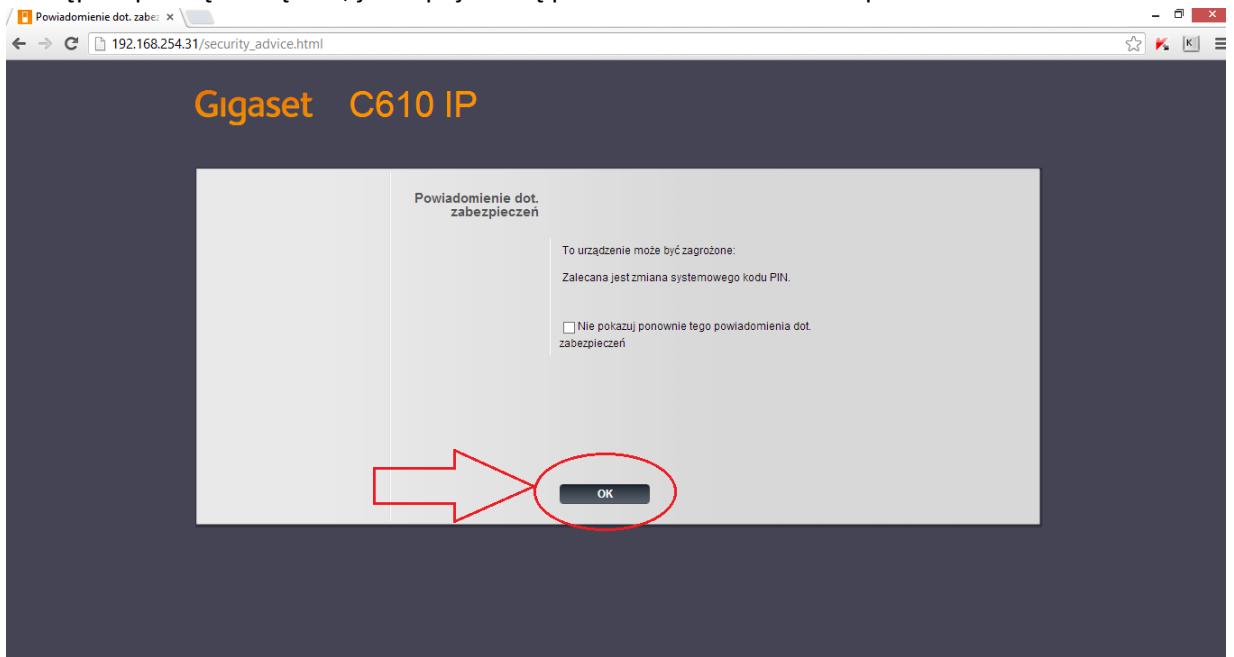 Powiadomienie dot. zabez
192.168.254.31/security_advice.html
K
Gigaset C610 IP
Powiadomienie dot.
zabezpieczeń
To urządzenie może być zagrożone:
Zalecana jest zmiana systemowego kodu PIN.
Nie pokazuj ponownie tego powiadomienia dot.
zabezpieczeń
OK